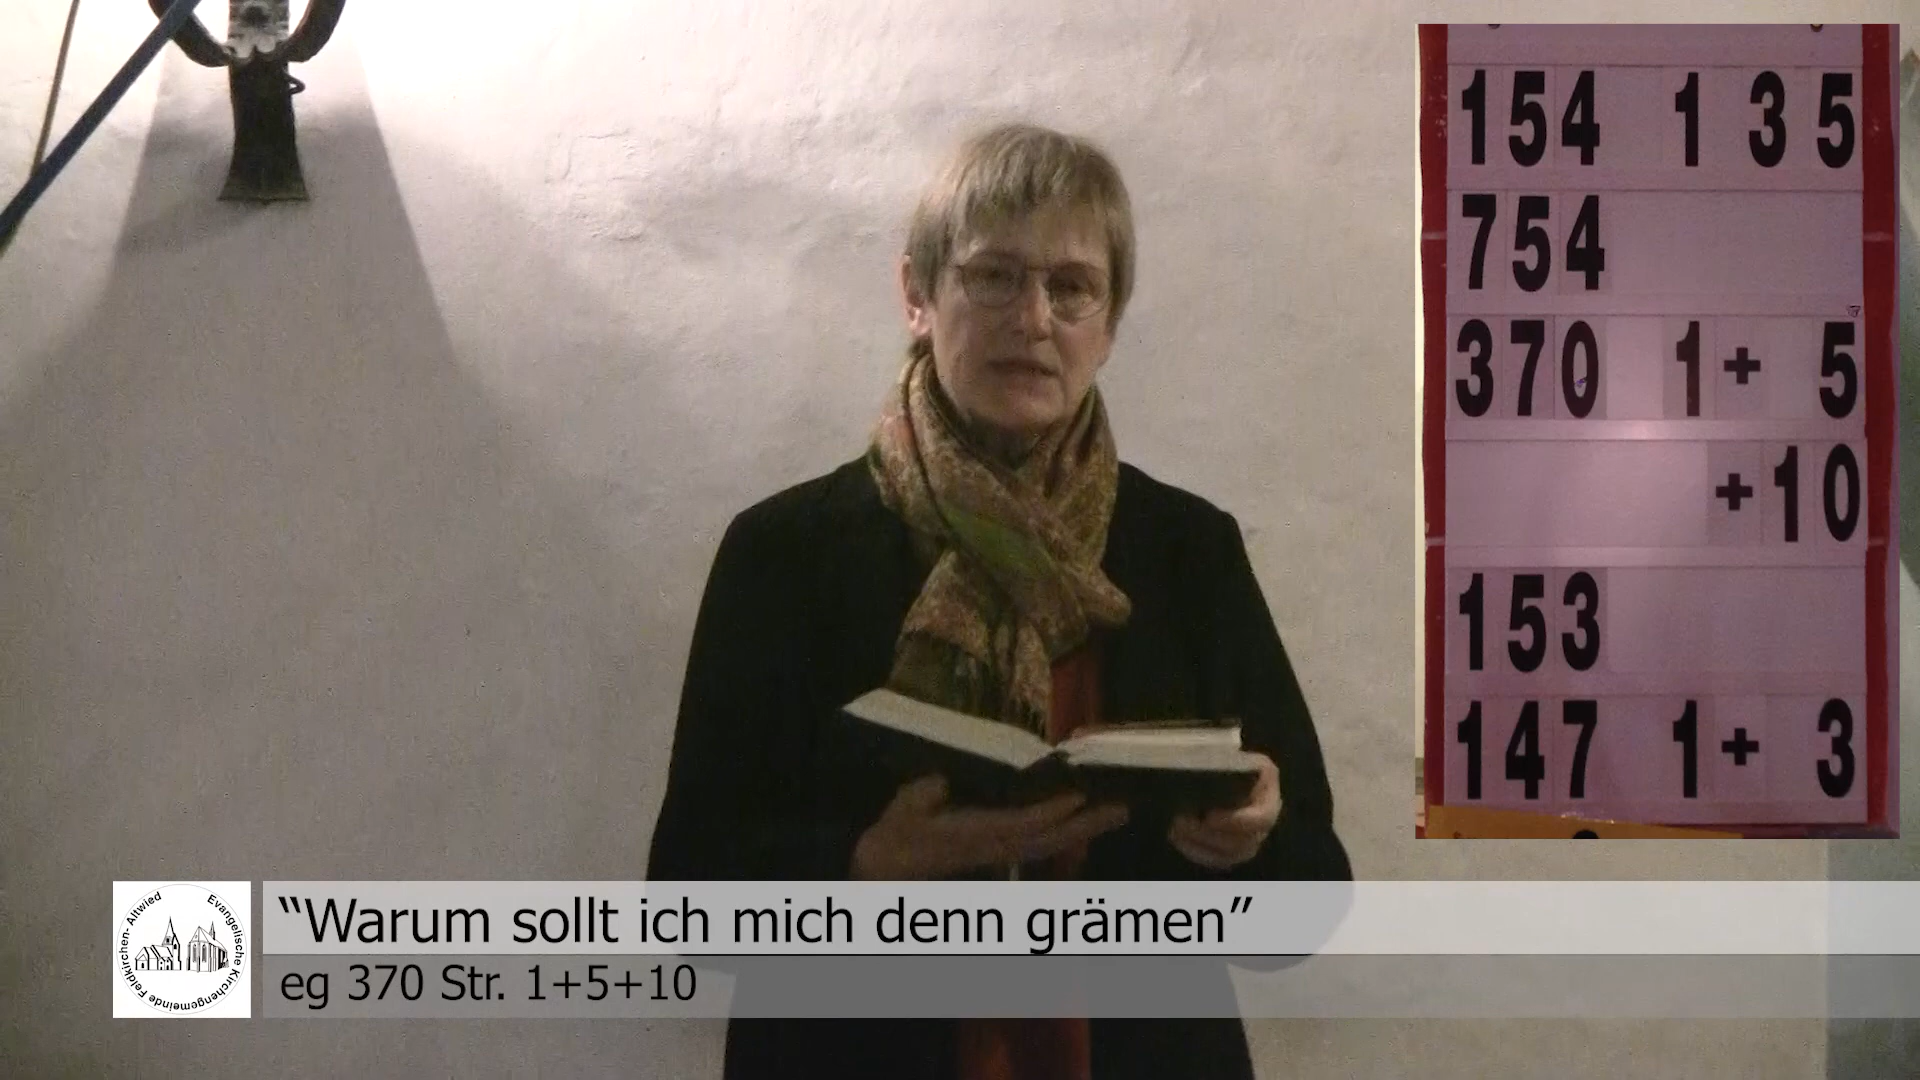 154 1 3 5
754
370 1+ 5
+10
153
147 1+ 3
“Warum sollt ich mich denn grämen”
eg 370 Str. 1+5+10
Evangelische Kirchengemeinde Feldkirchen-Altwied